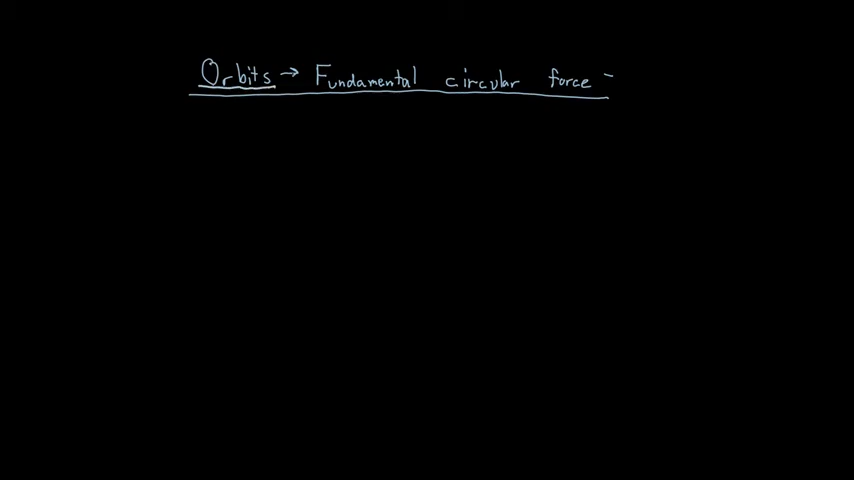 Orbits → Fundamental circular force -